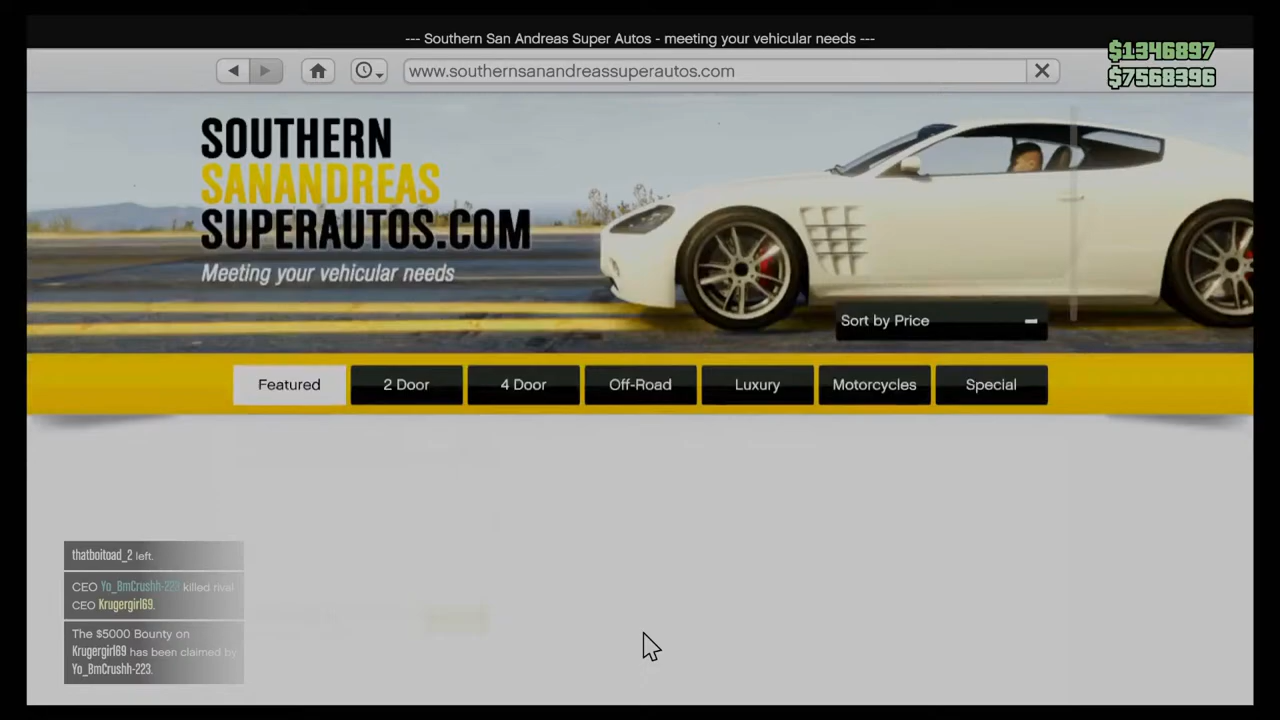 --- Southern San Andreas Super Autos - meeting your vehicular needs ---
$1346897
www.southernsanandreassuperautos.com
$7568396
SOUTHERN
SANANDREAS
SUPERAUTOS.COM
Meeting your vehicular needs
Sort by Price
Featured 2 Door 4 Door Off-Road Luxury Motorcycles Special
thatboitoad_2 left.
CEO Yo_BmCrushh-223 killed rival
CEO Krugergirl69.
The $5000 Bounty on
Krugergirl69 has been claimed by
Yo_BmCrushh-223.